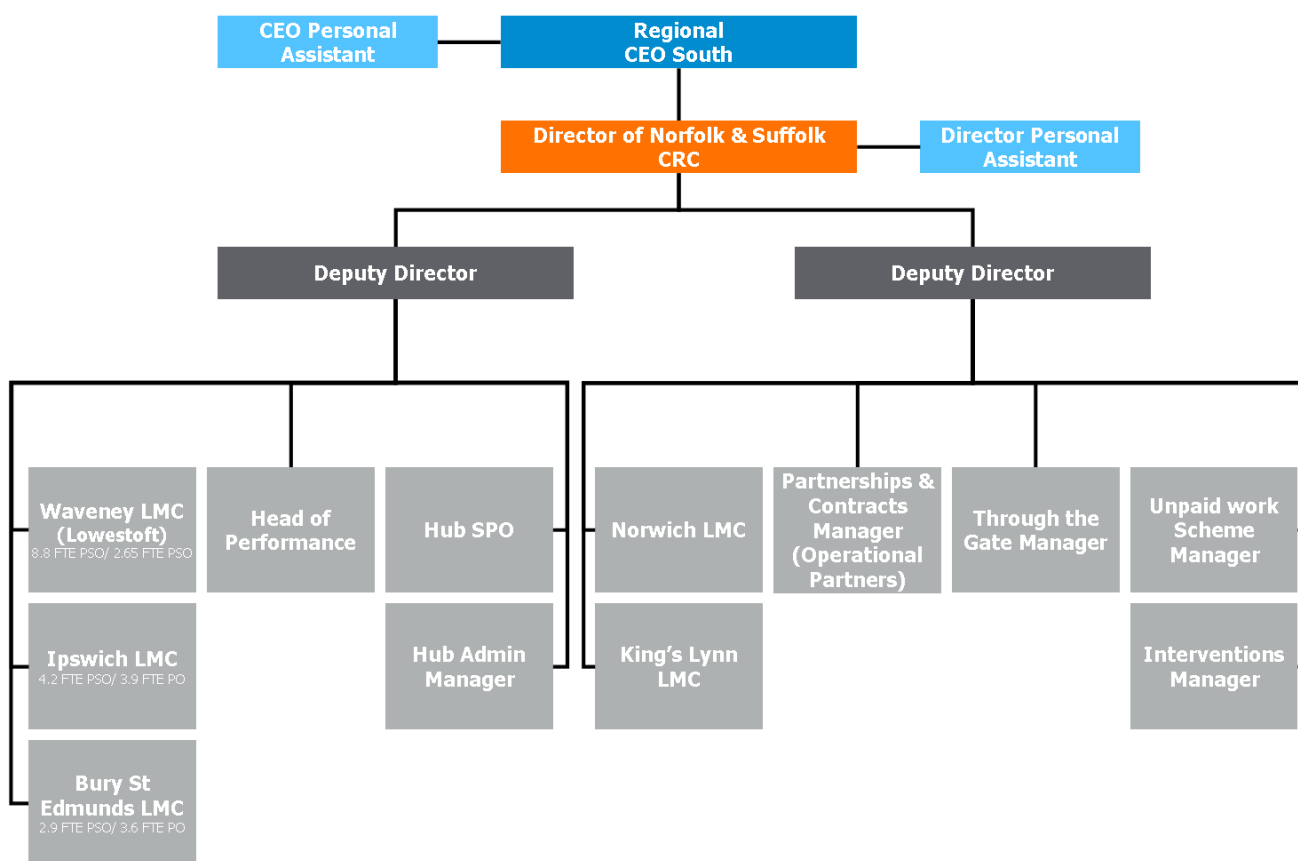 CEO Personal
Assistant
Regional
CEO South
Director of Norfolk & Suffolk
CRC
Director Personal
Assistant
Deputy Director
Deputy Director
Waveney LMC
(Lowestoft)
8.8 FTE PSO/ 2.65 FTE PSO
Head of
Performance
Hub SPO
Norwich LMC
Partnerships &
Contracts
Manager
(Operational
Partners)
Through the
Gate Manager
Unpaid work
Scheme
Manager
Ipswich LMC
4.2 FTE PSO/ 3.9 FTE PO
Hub Admin
Manager
King’s Lynn
LMC
Interventions
Manager
Bury St
Edmunds LMC
2.9 FTE PSO/ 3.6 FTE PO